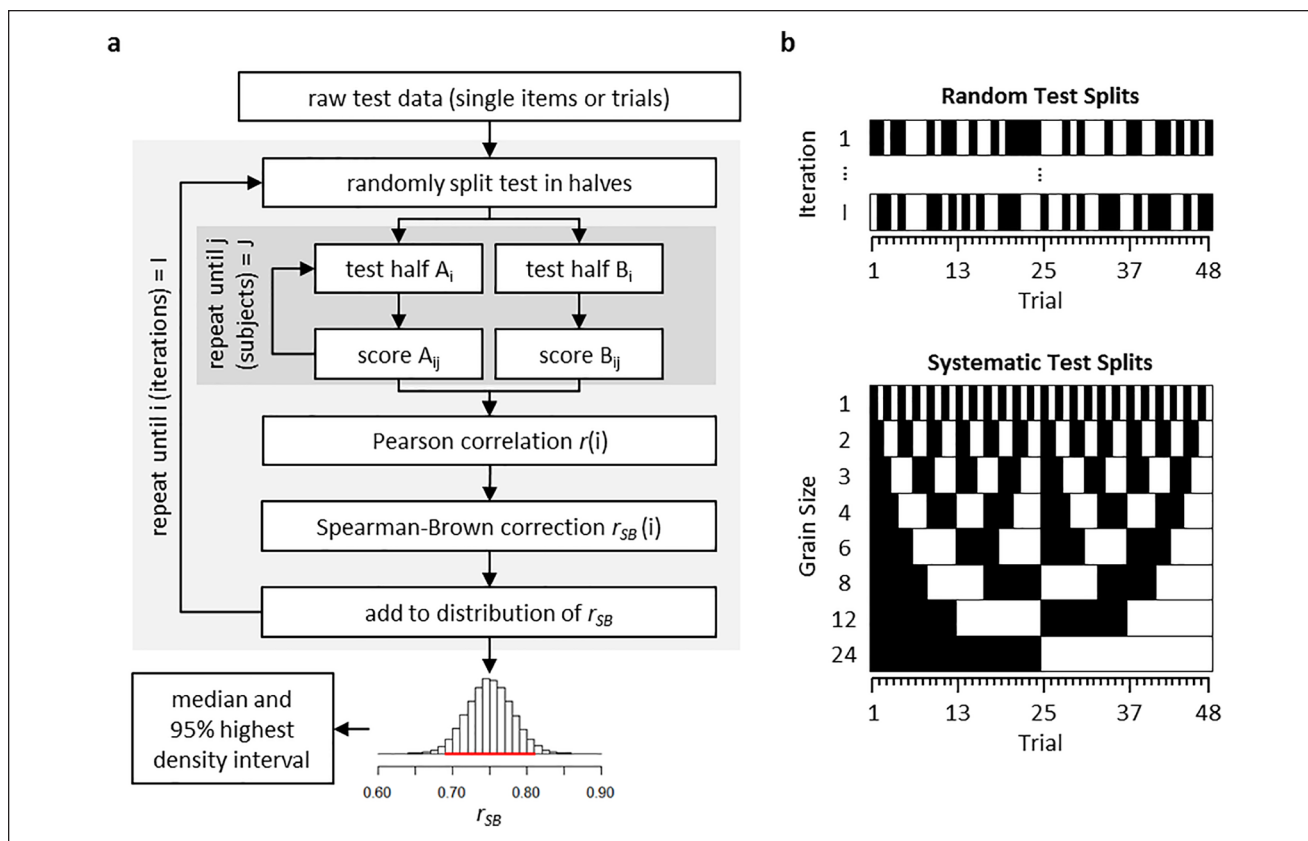 a
raw test data (single items or trials)
randomly split test in halves
repeat until i (iterations) = I
repeat until j
(subjects) = J
test half Ai
test half Bi
score Aij
score Bij
Pearson correlation r(i)
Spearman-Brown correction rSB (i)
add to distribution of rSB
median and
95% highest
density interval
0.60 0.70 0.80 0.90
rSB
b
Random Test Splits
Iteration
1
...
...
I
1 13 25 37 48
Trial
Systematic Test Splits
Grain Size
1
2
3
4
6
8
12
24
1 13 25 37 48
Trial